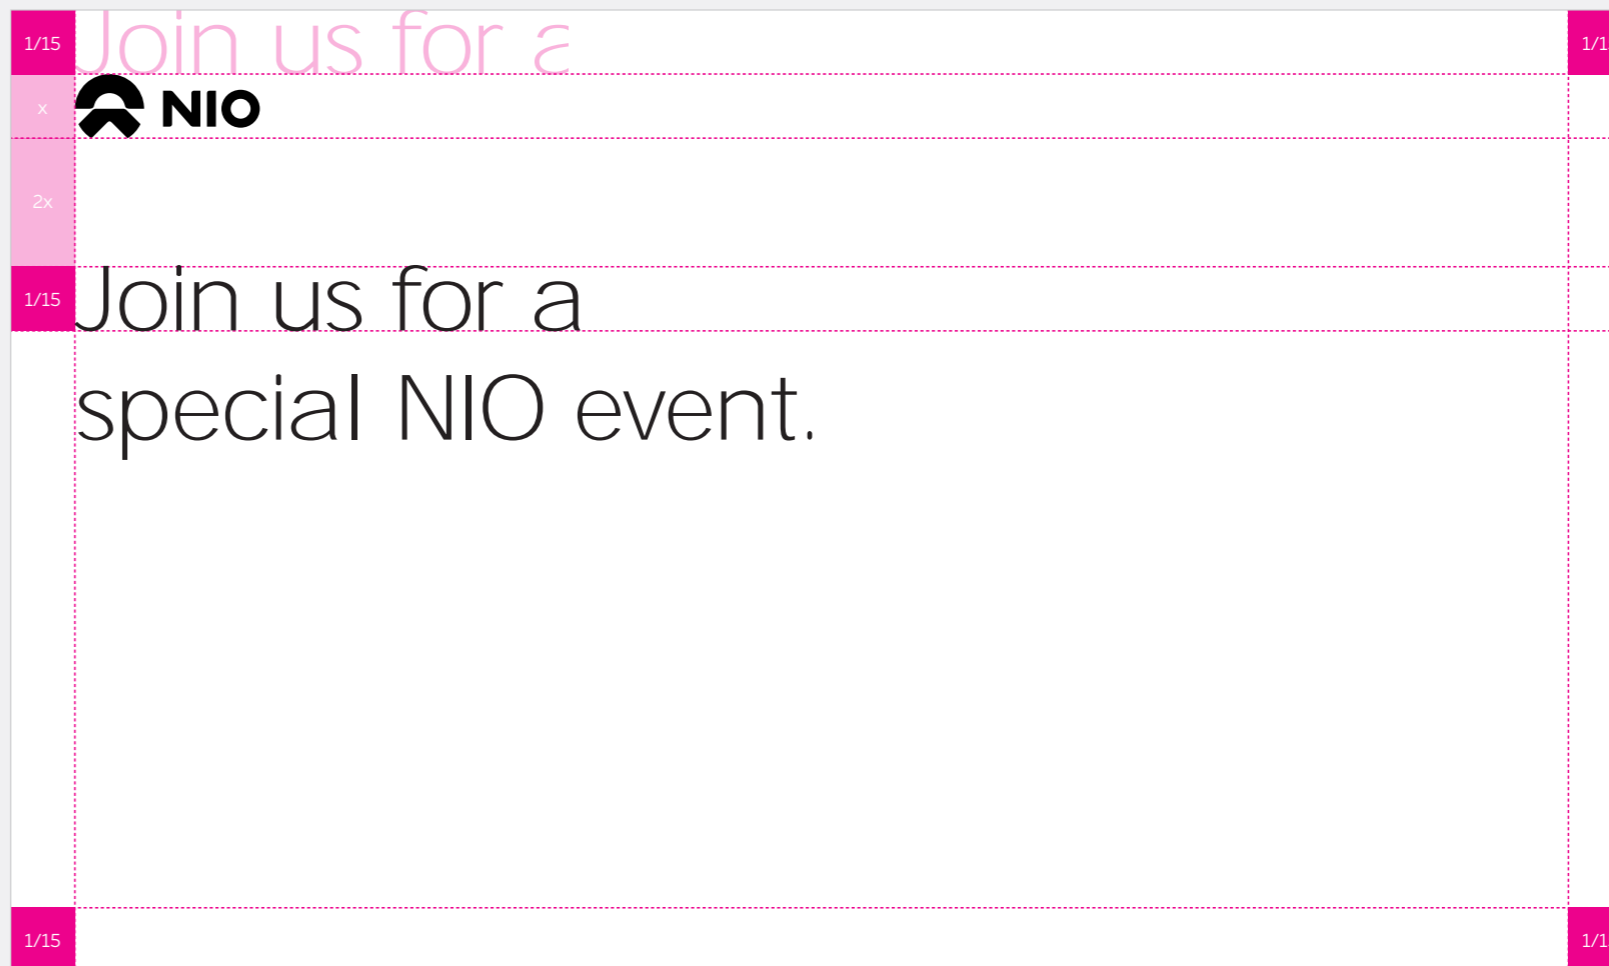 1/15
Join us for a
1/1
x
NIO
2x
1/15
Join us for a
special NIO event.
1/15
1/1